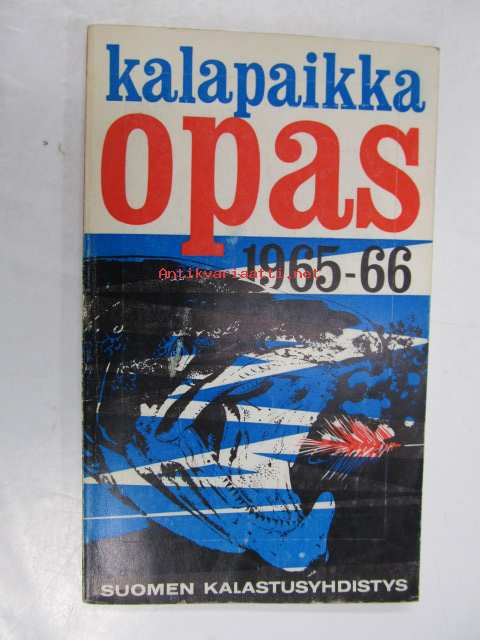 kalapaikka
opas
1965-66
Antikvariaatti.net
SUOMEN KALASTUSYHDISTYS